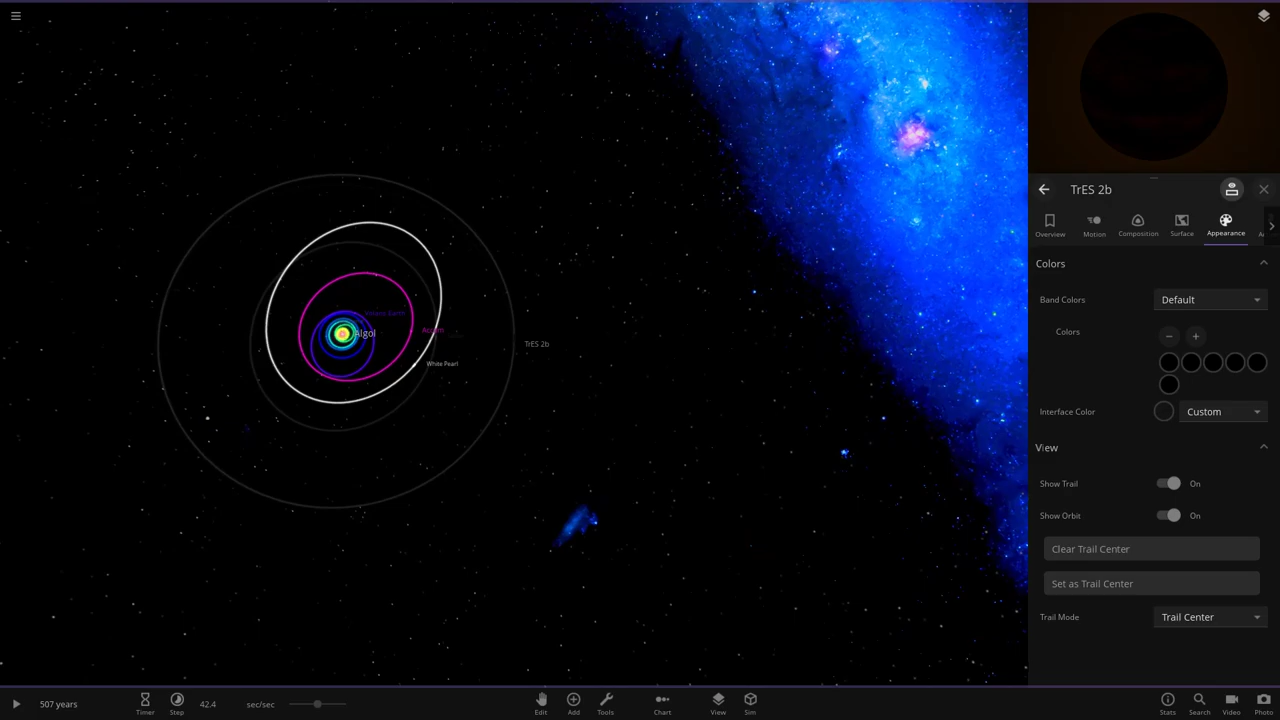 TrES 2b
Overview
Motion
Composition
Surface
Appearance
Colors
Band Colors
Default
Colors
Interface Color
Custom
View
Show Trail
On
Show Orbit
On
Clear Trail Center
Set as Trail Center
Trail Mode
Trail Center
Algol
TrES 2b
White Pearl
507 years
Timer
Step
42.4
sec/sec
Edit
Add
Tools
Chart
View
Sim
Stats
Search
Video
Photo